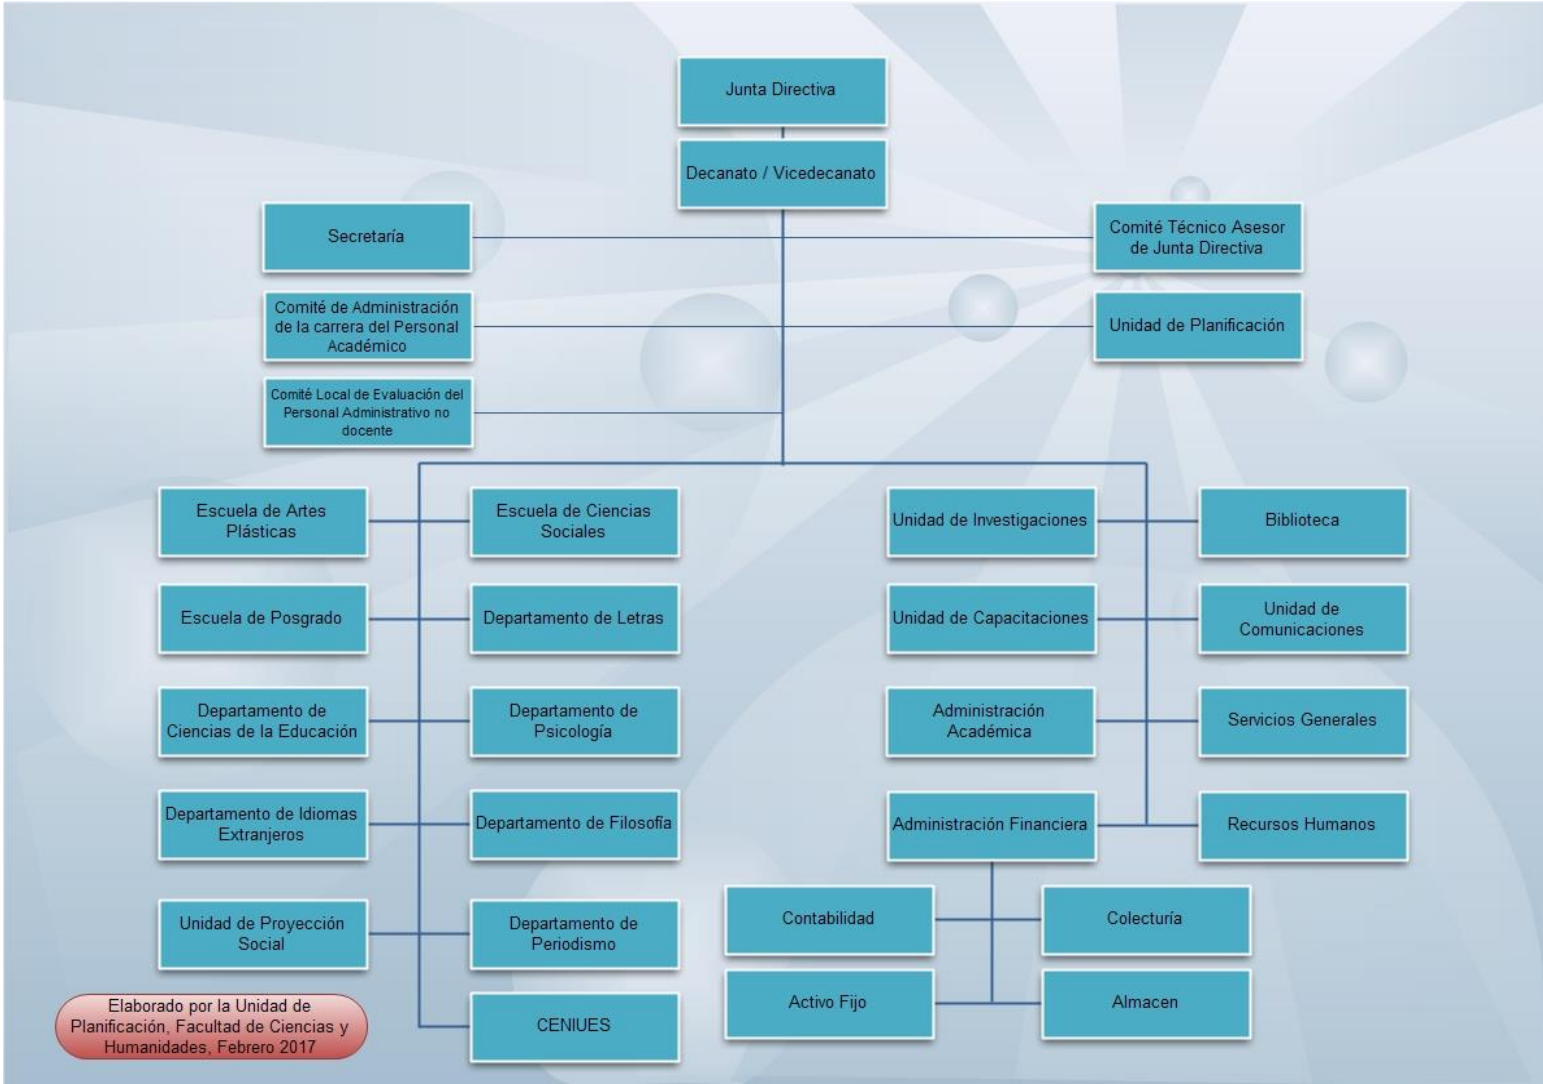 Junta Directiva
Decanato / Vicedecanato
Secretaría
Comité Técnico Asesor
de Junta Directiva
Comité de Administración
de la carrera del Personal
Académico
Unidad de Planificación
Comité Local de Evaluación del
Personal Administrativo no
docente
Escuela de Artes
Plásticas
Escuela de Ciencias
Sociales
Unidad de Investigaciones
Biblioteca
Escuela de Posgrado
Departamento de Letras
Unidad de Capacitaciones
Unidad de
Comunicaciones
Departamento de
Ciencias de la Educación
Departamento de
Psicología
Administración
Académica
Servicios Generales
Departamento de Idiomas
Extranjeros
Departamento de Filosofía
Administración Financiera
Recursos Humanos
Unidad de Proyección
Social
Departamento de
Periodismo
Contabilidad
Colecturía
Activo Fijo
Almacen
CENIUES
Elaborado por la Unidad de
Planificación, Facultad de Ciencias y
Humanidades, Febrero 2017